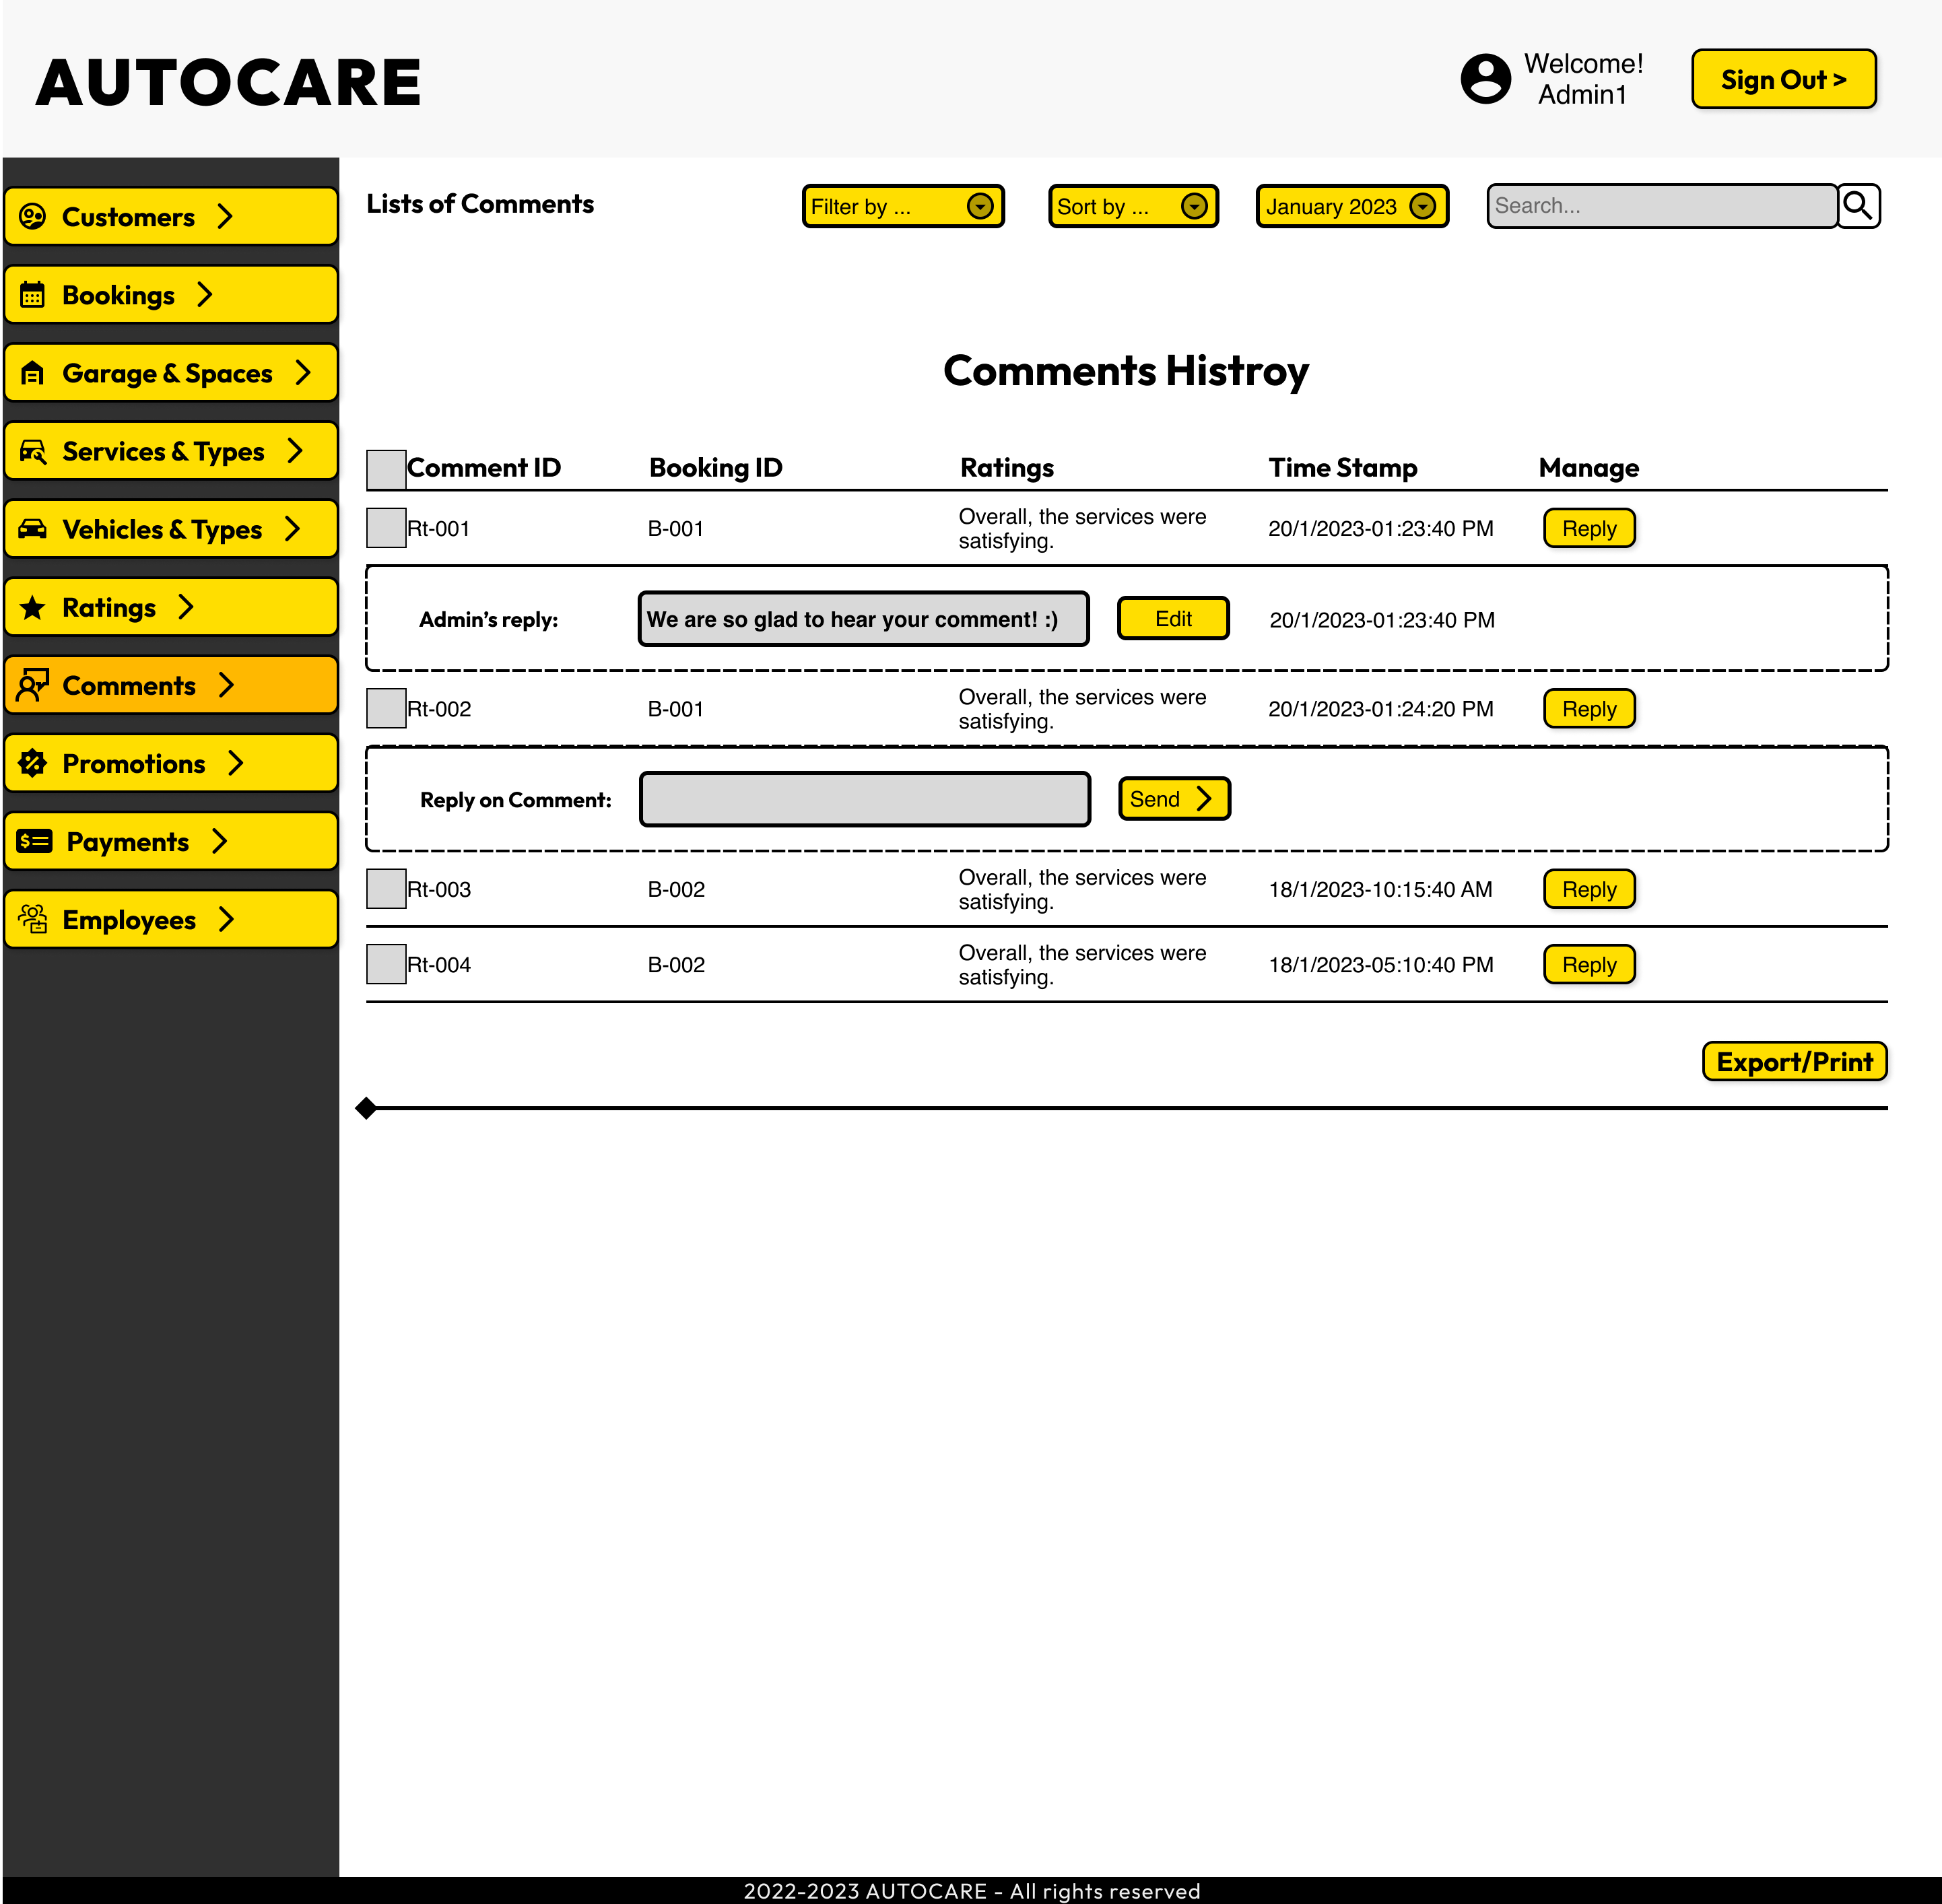 AUTOCARE
Welcome!
Admin1
Sign Out >
Customers
Bookings
Garage & Spaces
Services & Types
Vehicles & Types
Ratings
Comments
Promotions
Payments
Employees
Lists of Comments
Filter by ...
Sort by ...
January 2023
Search...
Comments Histroy
Comment ID Booking ID Ratings Time Stamp Manage
Rt-001 B-001 Overall, the services were
satisfying. 20/1/2023-01:23:40 PM Reply
Admin’s reply: We are so glad to hear your comment! :) Edit 20/1/2023-01:23:40 PM
Rt-002 B-001 Overall, the services were
satisfying. 20/1/2023-01:24:20 PM Reply
Reply on Comment: Send
Rt-003 B-002 Overall, the services were
satisfying. 18/1/2023-10:15:40 AM Reply
Rt-004 B-002 Overall, the services were
satisfying. 18/1/2023-05:10:40 PM Reply
Export/Print
2022-2023 AUTOCARE - All rights reserved